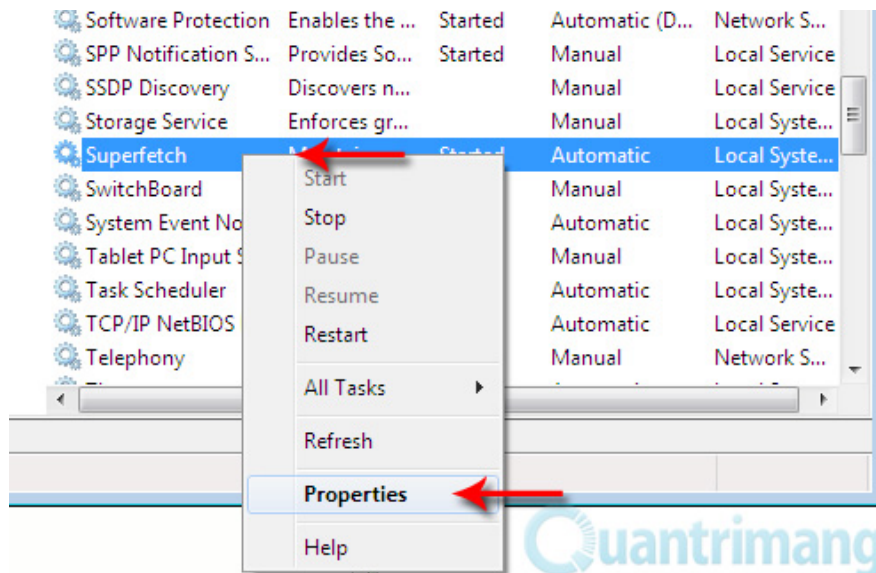 Software Protection Enables the ... Started Automatic (D... Network S...
SPP Notification S... Provides So... Started Manual Local Service
SSDP Discovery Discovers n... Manual Local Service
Storage Service Enforces gr... Manual Local Syste...
Superfetch Started Automatic Local Syste...
SwitchBoard Manual Local Syste...
System Event No Automatic Local Syste...
Tablet PC Input Manual Local Syste...
Task Scheduler Automatic Local Syste...
TCP/IP NetBIOS Automatic Local Service
Telephony Manual Network S...
Start
Stop
Pause
Resume
Restart
All Tasks
Refresh
Properties
Help
Quantrimang